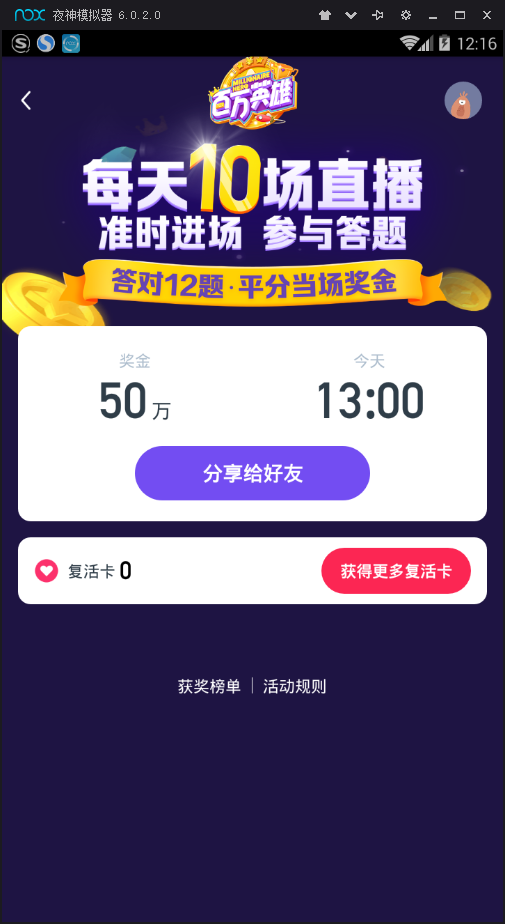 nox 夜神模拟器 6.0.2.0
12:16
MILLIONAIRE
HERO
百万英雄
每天10场直播
准时进场 参与答题
答对12题·平分当场奖金
奖金 今天
50万 13:00
分享给好友
复活卡 0 获得更多复活卡
获奖榜单 | 活动规则